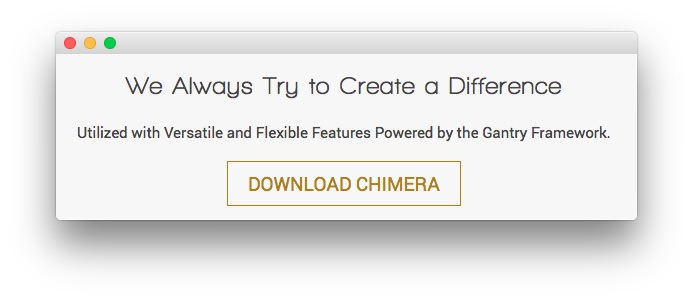 We Always Try to Create a Difference
Utilized with Versatile and Flexible Features Powered by the Gantry Framework.
DOWNLOAD CHIMERA